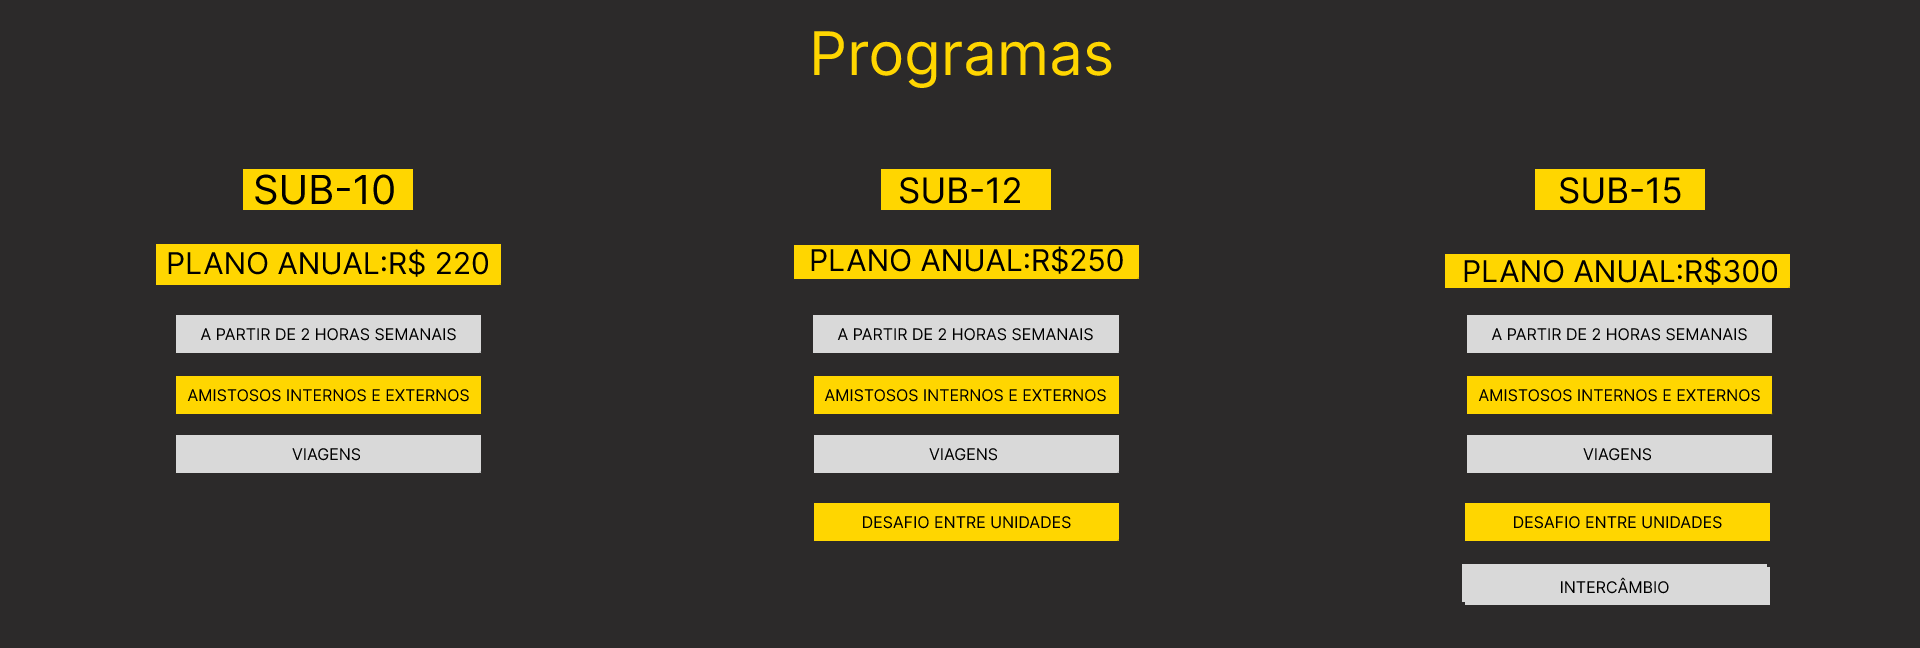 Programas
SUB-10
PLANO ANUAL:R$ 220
A PARTIR DE 2 HORAS SEMANAIS
AMISTOSOS INTERNOS E EXTERNOS
VIAGENS
SUB-12
PLANO ANUAL:R$250
A PARTIR DE 2 HORAS SEMANAIS
AMISTOSOS INTERNOS E EXTERNOS
VIAGENS
DESAFIO ENTRE UNIDADES
SUB-15
PLANO ANUAL:R$300
A PARTIR DE 2 HORAS SEMANAIS
AMISTOSOS INTERNOS E EXTERNOS
VIAGENS
DESAFIO ENTRE UNIDADES
INTERCÂMBIO